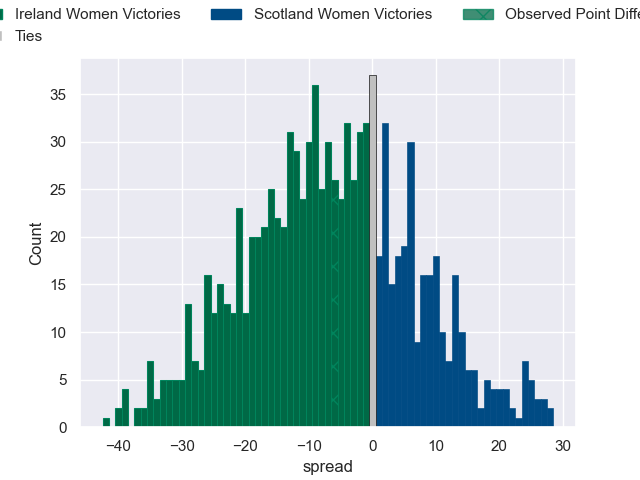 Ireland Women Victories Scotland Women Victories Observed Point
Ties
35
30
25
20
15
10
5
0
Count
−40 −30 −20 −10 0 10 20 30
spread